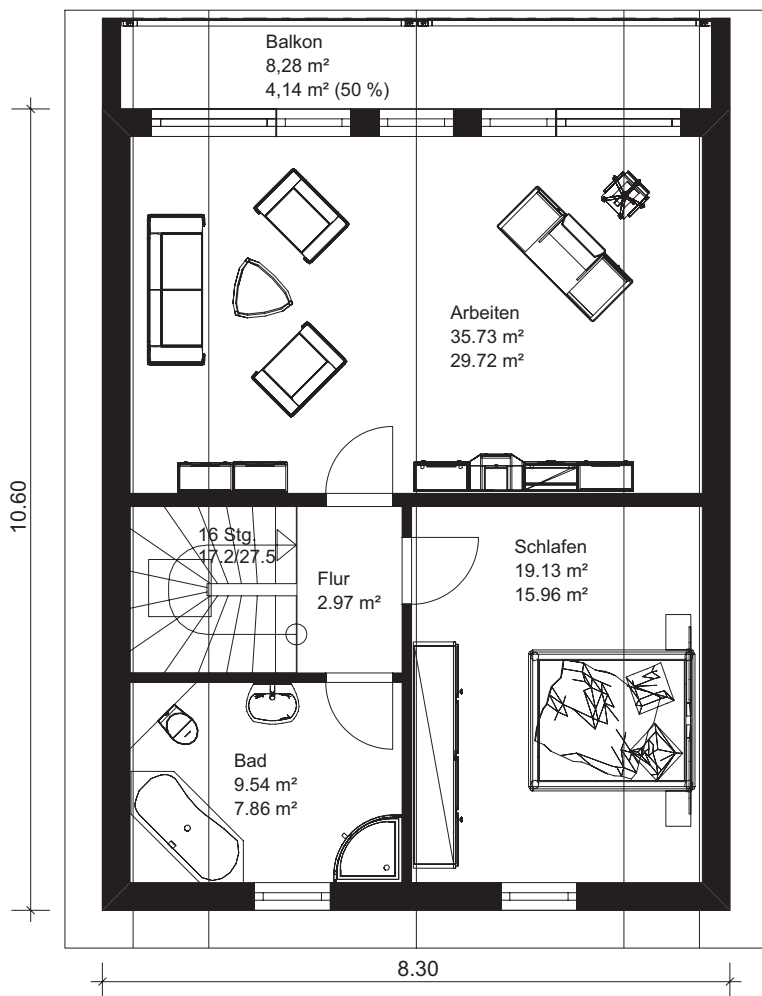 Balkon
8,28 m²
4,14 m² (50 %)
Arbeiten
35.73 m²
29.72 m²
10.60
16 Stg.
17.2/27.5
Flur
2.97 m²
Schlafen
19.13 m²
15.96 m²
Bad
9.54 m²
7.86 m²
8.30